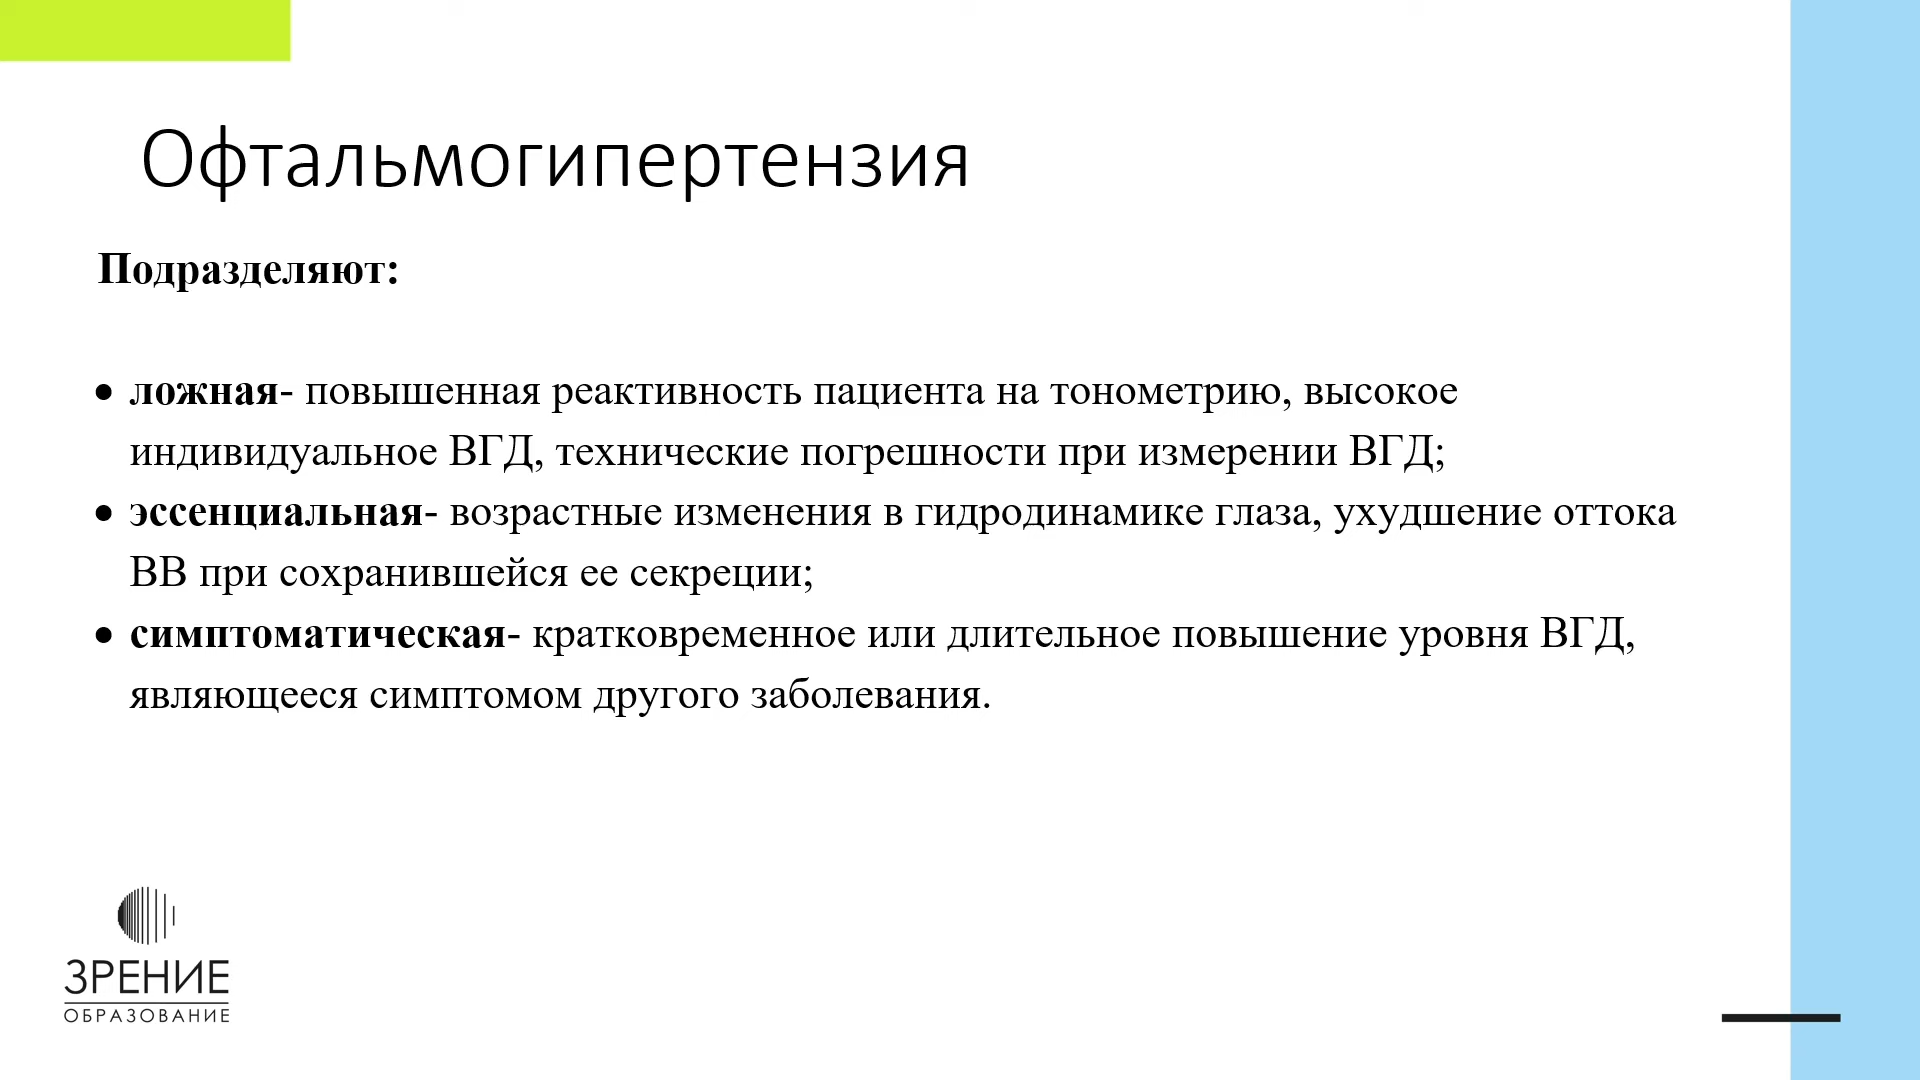 Офтальмогипертензия
Подразделяют:
• ложная- повышенная реактивность пациента на тонометрию, высокое
индивидуальное ВГД, технические погрешности при измерении ВГД;
• эссенциальная- возрастные изменения в гидродинамике глаза, ухудшение оттока
ВВ при сохранившейся ее секреции;
• симптоматическая- кратковременное или длительное повышение уровня ВГД,
являющееся симптомом другого заболевания.
ЗРЕНИЕ
ОБРАЗОВАНИЕ